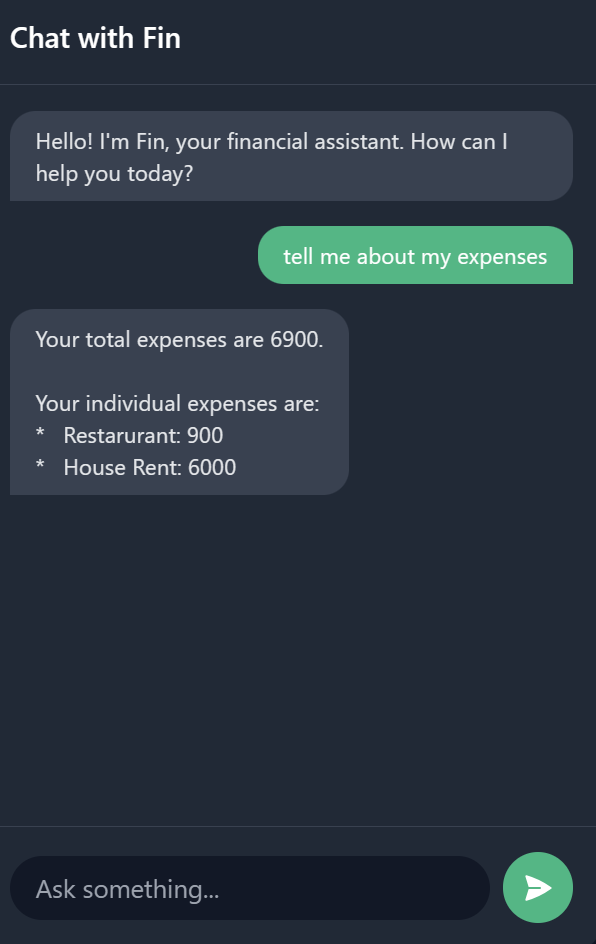 Chat with Fin
Hello! I'm Fin, your financial assistant. How can I
help you today?
tell me about my expenses
Your total expenses are 6900.
Your individual expenses are:
* Restarurant: 900
* House Rent: 6000
Ask something...